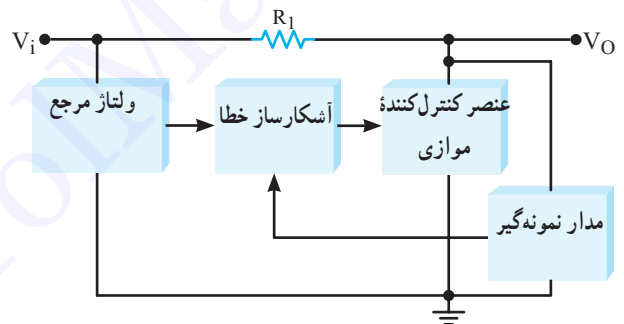 R1
Vi
VO
ولتاژ مرجع
آشکارساز خطا
عنصر کنترل‌کنندهٔ
موازی
مدار نمونه‌گیر